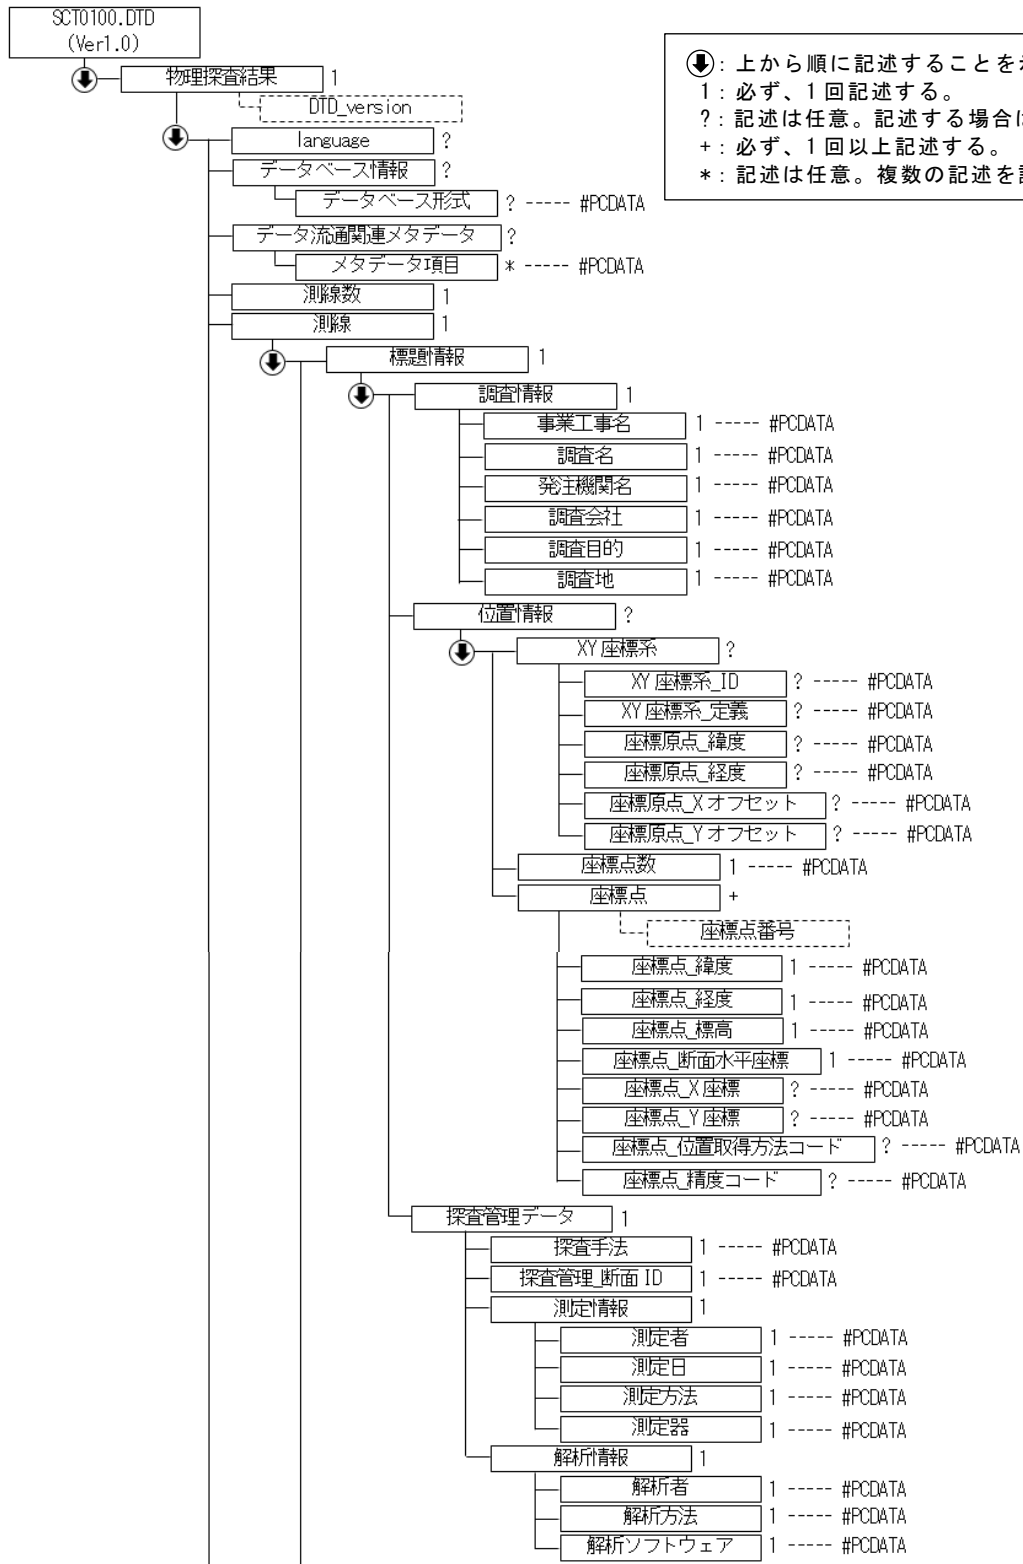 SCT0100.DTD
(Ver1.0)
: 上から順に記述することを
1 : 必ず、1回記述する。
? : 記述は任意。記述する場合
+ : 必ず、1回以上記述する。
* : 記述は任意。複数の記述を
物理探査結果 1
DTD_version
language ?
データベース情報 ?
データベース形式 ? ----- #PCDATA
データ流通関連メタデータ ?
メタデータ項目 * ----- #PCDATA
測線数 1
測線 1
標題情報 1
調査情報 1
事業工事名 1 ----- #PCDATA
調査名 1 ----- #PCDATA
発注機関名 1 ----- #PCDATA
調査会社 1 ----- #PCDATA
調査目的 1 ----- #PCDATA
調査地 1 ----- #PCDATA
位置情報 ?
XY座標系 ?
XY座標系_ID ? ----- #PCDATA
XY座標系_定義 ? ----- #PCDATA
座標原点_緯度 ? ----- #PCDATA
座標原点_経度 ? ----- #PCDATA
座標原点_Xオフセット ? ----- #PCDATA
座標原点_Yオフセット ? ----- #PCDATA
座標点数 1 ----- #PCDATA
座標点 +
座標点番号
座標点_緯度 1 ----- #PCDATA
座標点_経度 1 ----- #PCDATA
座標点_標高 1 ----- #PCDATA
座標点_断面水平座標 1 ----- #PCDATA
座標点_X座標 ? ----- #PCDATA
座標点_Y座標 ? ----- #PCDATA
座標点_位置取得方法コード ? ----- #PCDATA
座標点_精度コード ? ----- #PCDATA
探査管理データ 1
探査手法 1 ----- #PCDATA
探査管理_断面ID 1 ----- #PCDATA
測定情報 1
測定者 1 ----- #PCDATA
測定日 1 ----- #PCDATA
測定方法 1 ----- #PCDATA
測定器 1 ----- #PCDATA
解析情報 1
解析者 1 ----- #PCDATA
解析方法 1 ----- #PCDATA
解析ソフトウェア 1 ----- #PCDATA